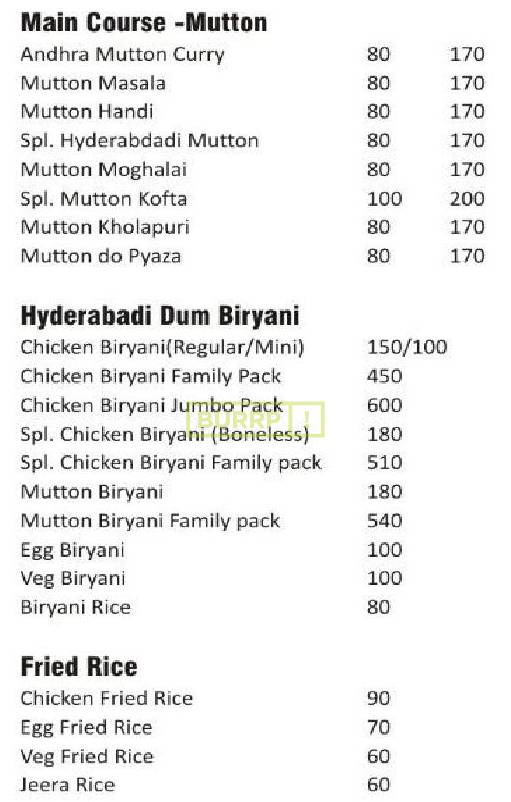 Main Course -Mutton
Andhra Mutton Curry 80 170
Mutton Masala 80 170
Mutton Handi 80 170
Spl. Hyderabdadi Mutton 80 170
Mutton Moghalai 80 170
Spl. Mutton Kofta 100 200
Mutton Kholapuri 80 170
Mutton do Pyaza 80 170
Hyderabadi Dum Biryani
Chicken Biryani(Regular/Mini) 150/100
Chicken Biryani Family Pack 450
Chicken Biryani Jumbo Pack 600
BURRP!
Spl. Chicken Biryani (Boneless) 180
Spl. Chicken Biryani Family pack 510
Mutton Biryani 180
Mutton Biryani Family pack 540
Egg Biryani 100
Veg Biryani 100
Biryani Rice 80
Fried Rice
Chicken Fried Rice 90
Egg Fried Rice 70
Veg Fried Rice 60
Jeera Rice 60